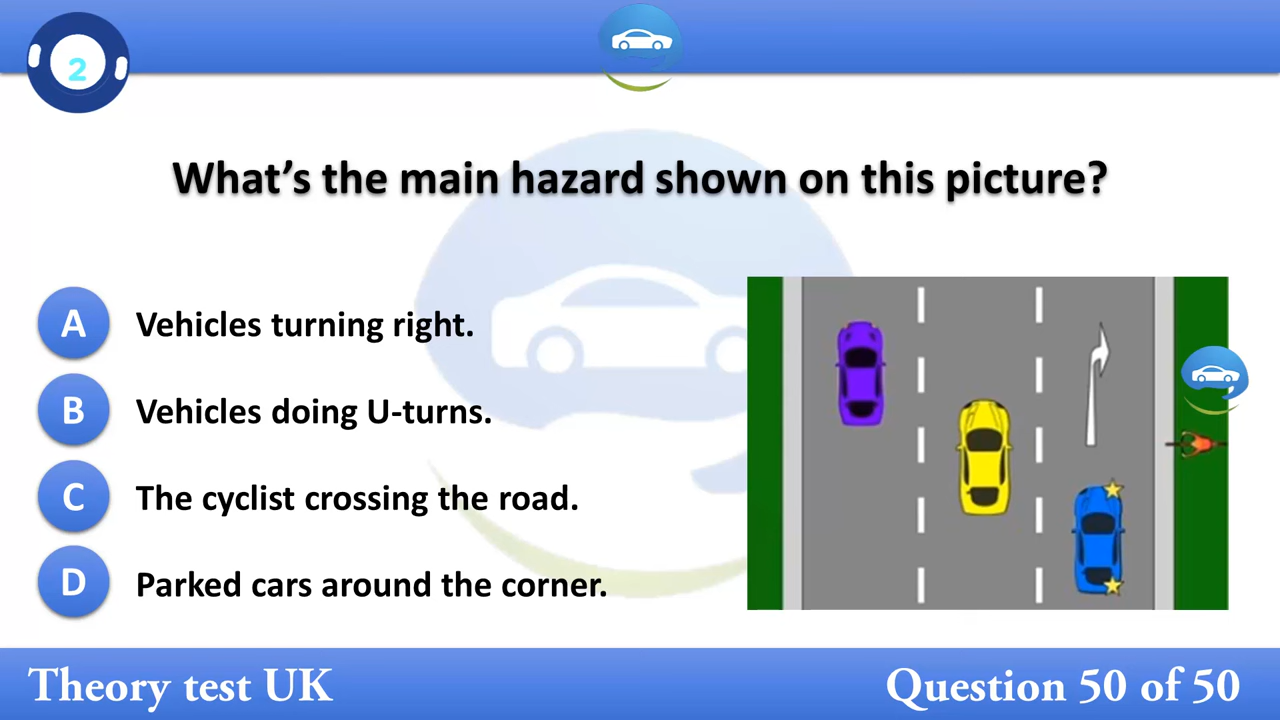 2
What’s the main hazard shown on this picture?
A Vehicles turning right.
B Vehicles doing U-turns.
C The cyclist crossing the road.
D Parked cars around the corner.
Theory test UK
Question 50 of 50